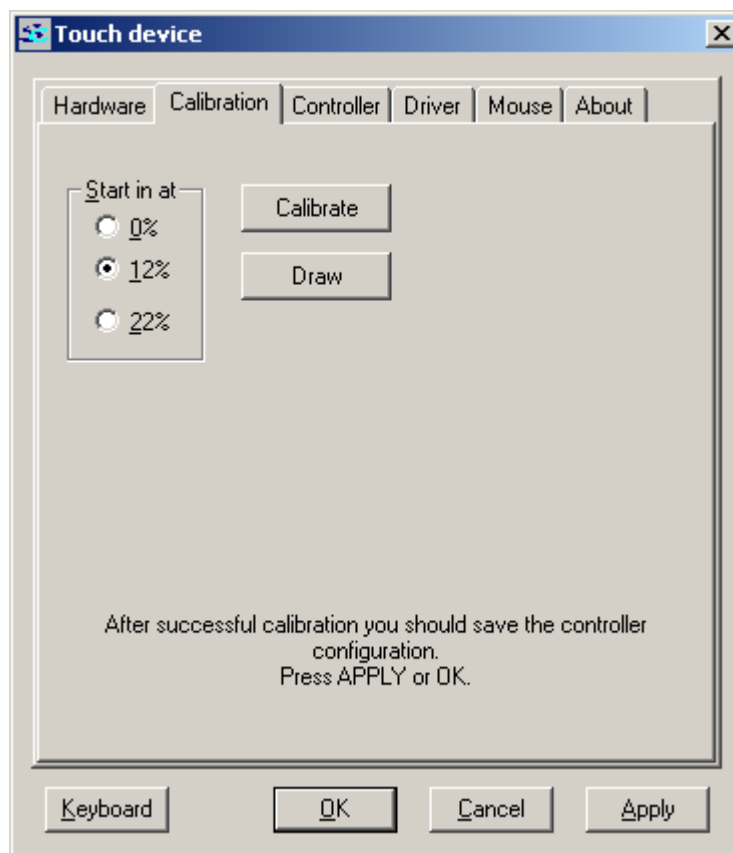 Touch device
Hardware Calibration Controller Driver Mouse About
Start in at
0%
12%
22%
Calibrate
Draw
After successful calibration you should save the controller
configuration.
Press APPLY or OK.
Keyboard OK Cancel Apply